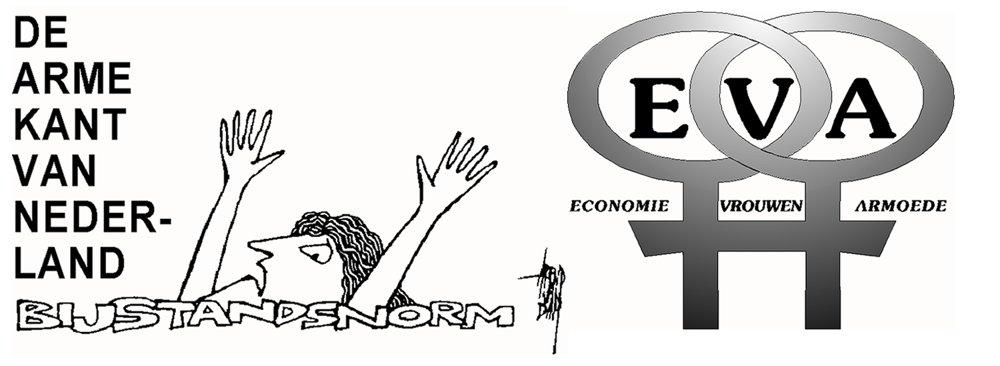 DE
ARME
KANT
VAN
NEDER-
LAND
BIJSTANDSNORM
EVA
ECONOMIE VROUWEN ARMOEDE